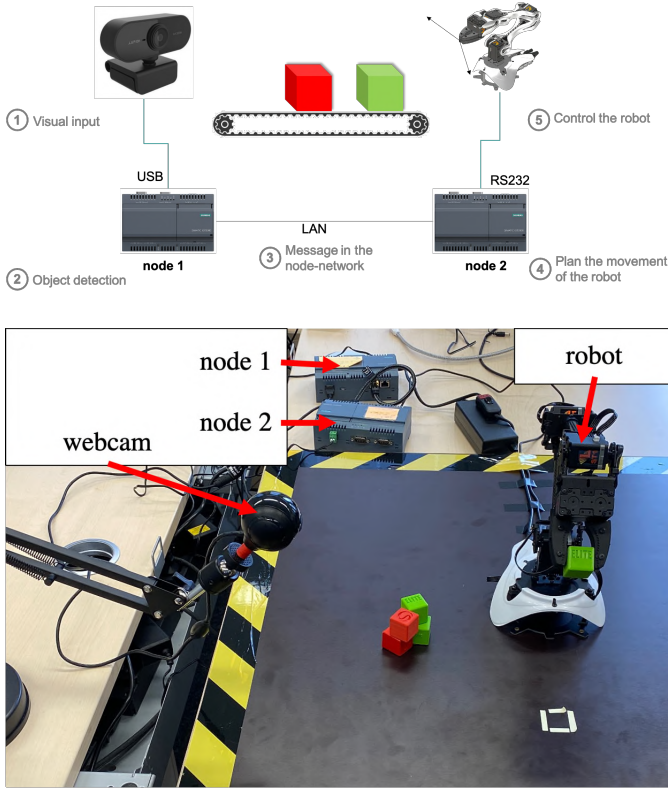 1 Visual input
5 Control the robot
USB
RS232
LAN
node 1
node 2
3 Message in the
node-network
2 Object detection
4 Plan the movement
of the robot
node 1
node 2
webcam
robot